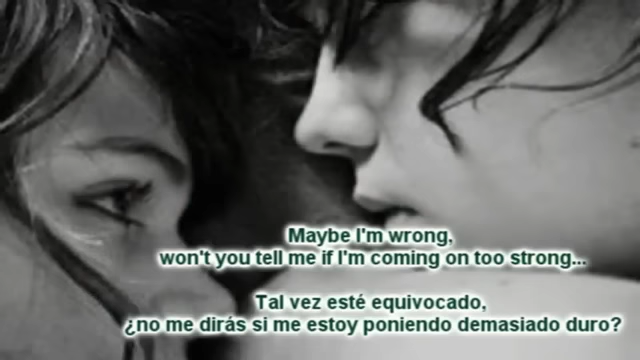 Maybe I'm wrong,
won't you tell me if I'm coming on too strong...
Tal vez esté equivocado,
¿no me dirás si me estoy poniendo demasiado duro?